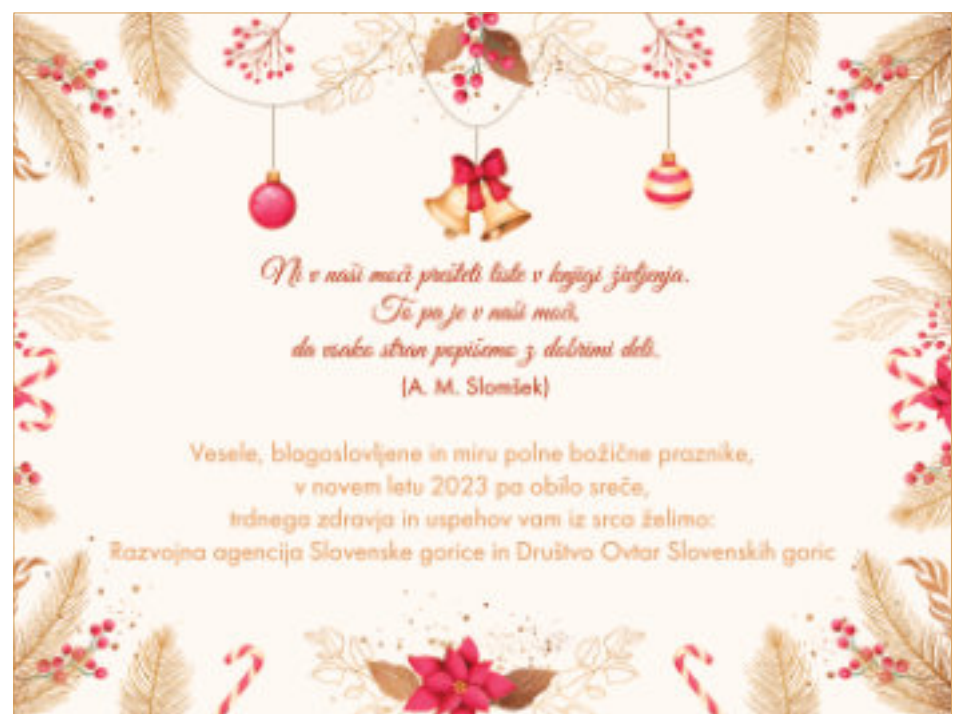 Ni v naši moči prešteti liste v knjigi življenja.
To pa je v naši moči,
da vsako stran popišemo z dobrimi deli.
(A. M. Slomšek)
Vesele, blagoslovljene in miru polne božične praznike,
v novem letu 2023 pa obilo sreče,
trdnega zdravja in uspehov vam iz srca želimo:
Razvojna agencija Slovenske gorice in Društvo Ovtar Slovenskih goric